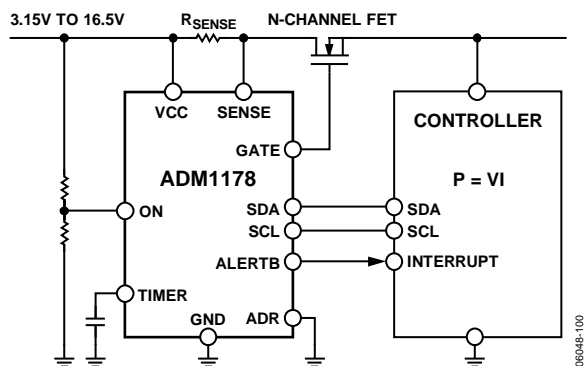 3.15V TO 16.5V RSENSE N-CHANNEL FET
VCC SENSE
CONTROLLER
GATE
ADM1178
P = VI
ON
SDA SDA
SCL SCL
ALERTB INTERRUPT
TIMER
GND ADR
06048-100